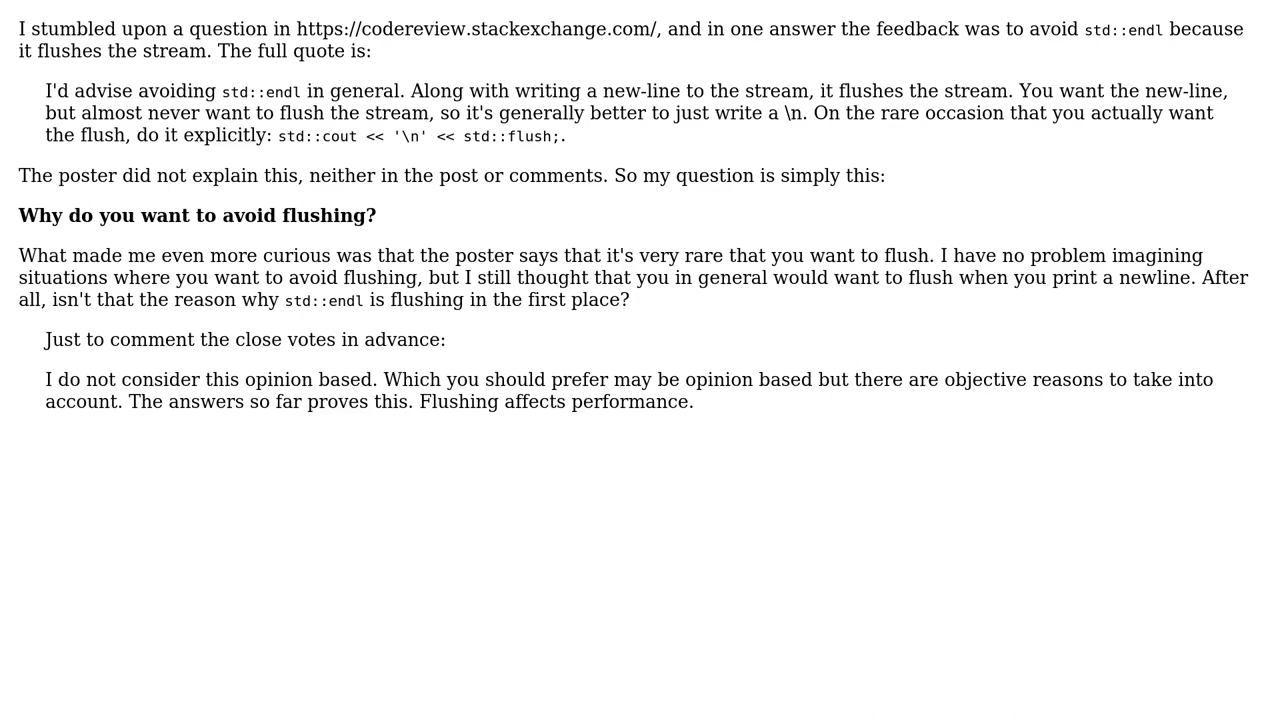 I stumbled upon a question in https://codereview.stackexchange.com/, and in one answer the feedback was to avoid std::endl because
it flushes the stream. The full quote is:
I'd advise avoiding std::endl in general. Along with writing a new-line to the stream, it flushes the stream. You want the new-line,
but almost never want to flush the stream, so it's generally better to just write a \n. On the rare occasion that you actually want
the flush, do it explicitly: std::cout << '\n' << std::flush;.
The poster did not explain this, neither in the post or comments. So my question is simply this:
Why do you want to avoid flushing?
What made me even more curious was that the poster says that it's very rare that you want to flush. I have no problem imagining
situations where you want to avoid flushing, but I still thought that you in general would want to flush when you print a newline. After
all, isn't that the reason why std::endl is flushing in the first place?
Just to comment the close votes in advance:
I do not consider this opinion based. Which you should prefer may be opinion based but there are objective reasons to take into
account. The answers so far proves this. Flushing affects performance.